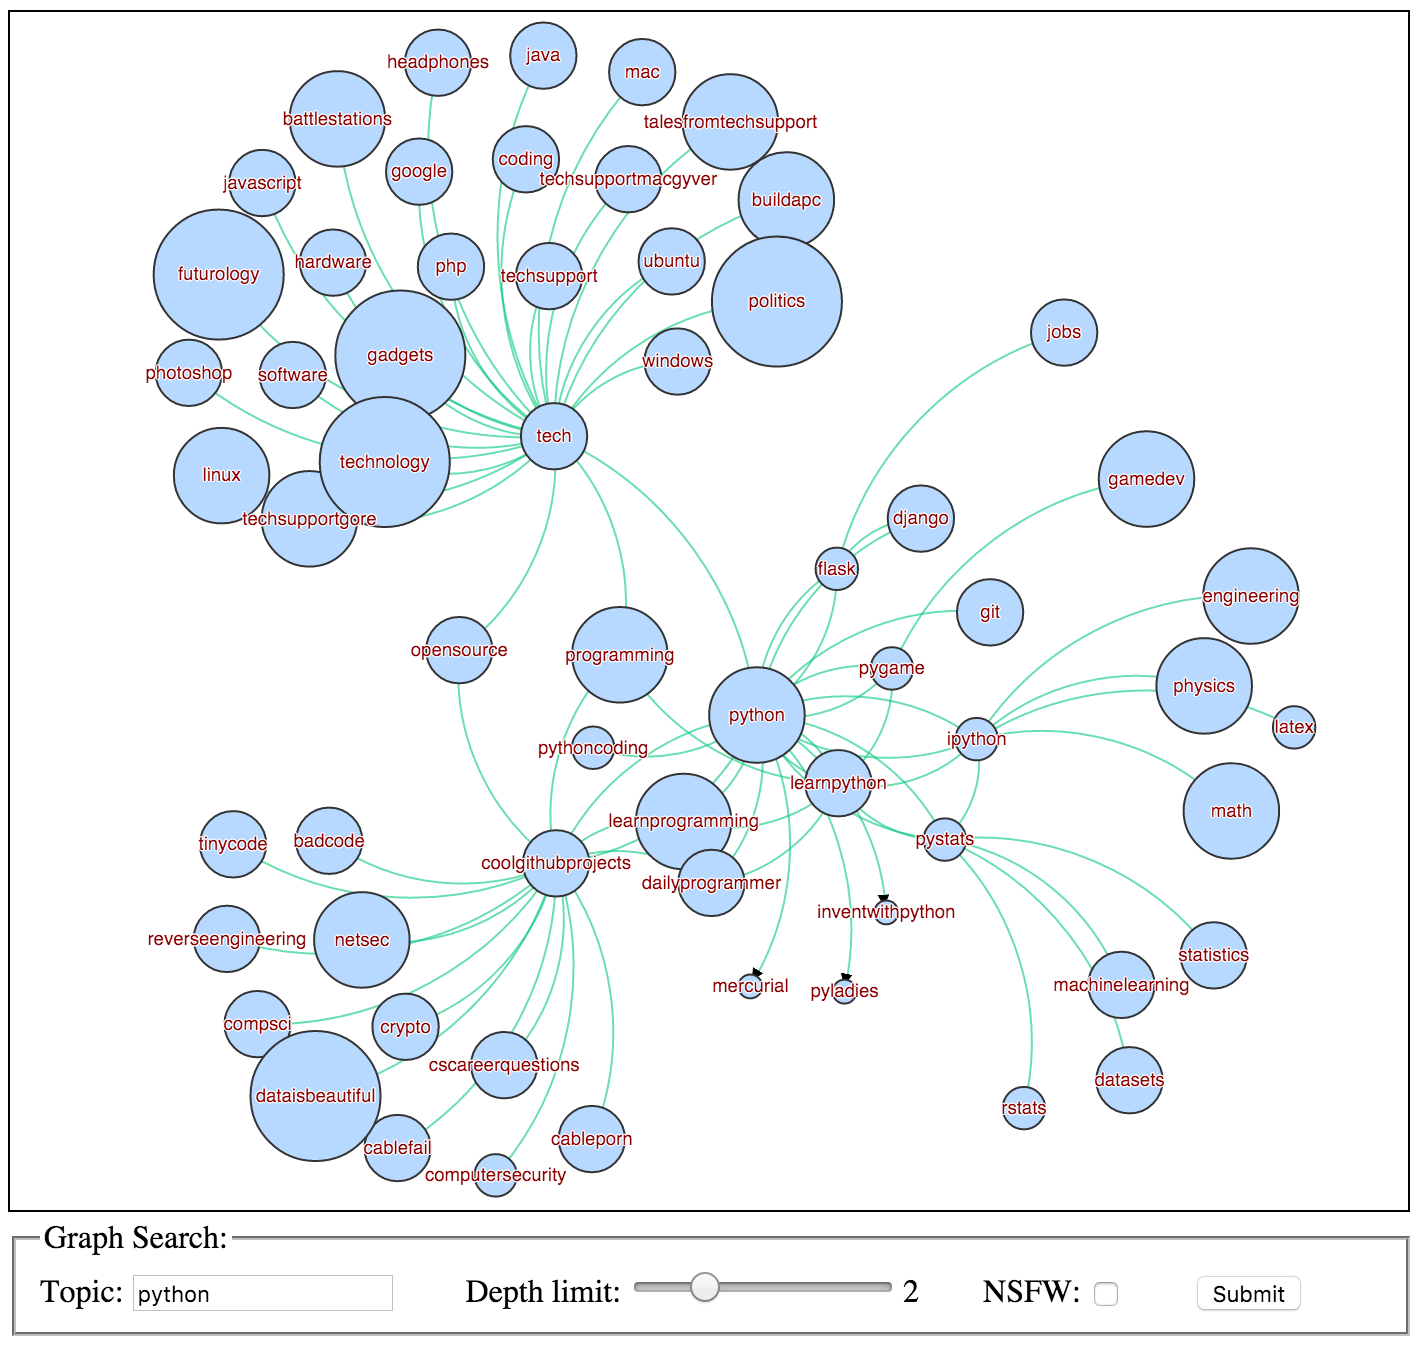 headphones
java
mac
battlestations
talesfromtechsupport
google
coding
techsupportmacgyver
javascript
buildapc
futurology
hardware
php
techsupport
ubuntu
politics
jobs
photoshop
software
gadgets
windows
tech
technology
linux
gamedev
techsupportgore
django
flask
engineering
git
opensource
programming
pygame
physics
python
latex
pythoncoding
ipython
learnpython
math
learnprogramming
tinycode
badcode
pystats
coolgithubprojects
dailyprogrammer
inventwithpython
reverseengineering
netsec
statistics
mercurial
pyladies
machinelearning
compsci
crypto
cscareerquestions
datasets
dataisbeautiful
rstats
cablefail
cableporn
computersecurity
Graph Search:
Topic: python Depth limit: 2 NSFW: Submit